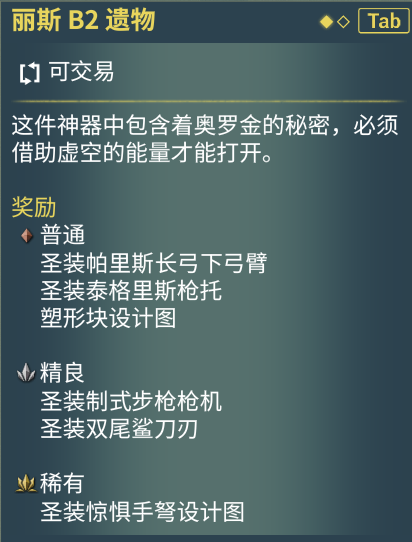 丽斯 B2 遗物
Tab
可交易
这件神器中包含着奥罗金的秘密，必须
借助虚空的能量才能打开。
奖励
普通
圣装帕里斯长弓下弓臂
圣装泰格里斯枪托
塑形块设计图
精良
圣装制式步枪枪机
圣装双尾鲨刀刃
稀有
圣装惊惧手弩设计图